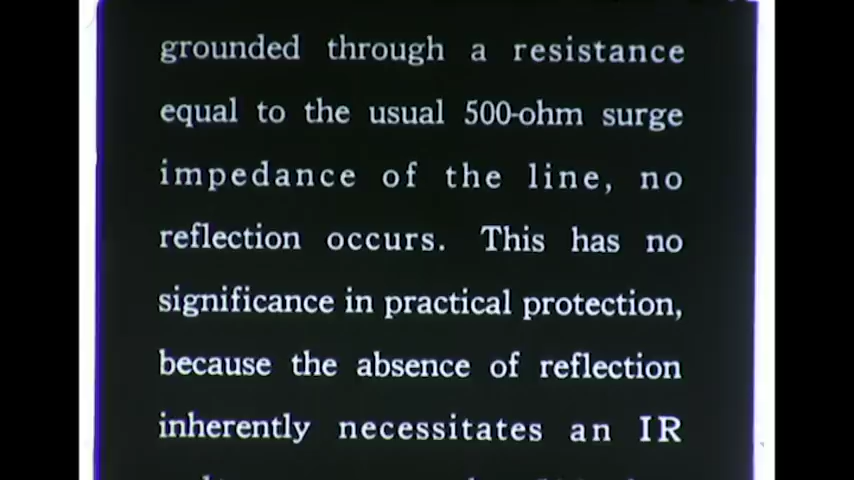 grounded through a resistance
equal to the usual 500-ohm surge
impedance of the line, no
reflection occurs. This has no
significance in practical protection,
because the absence of reflection
inherently necessitates an IR